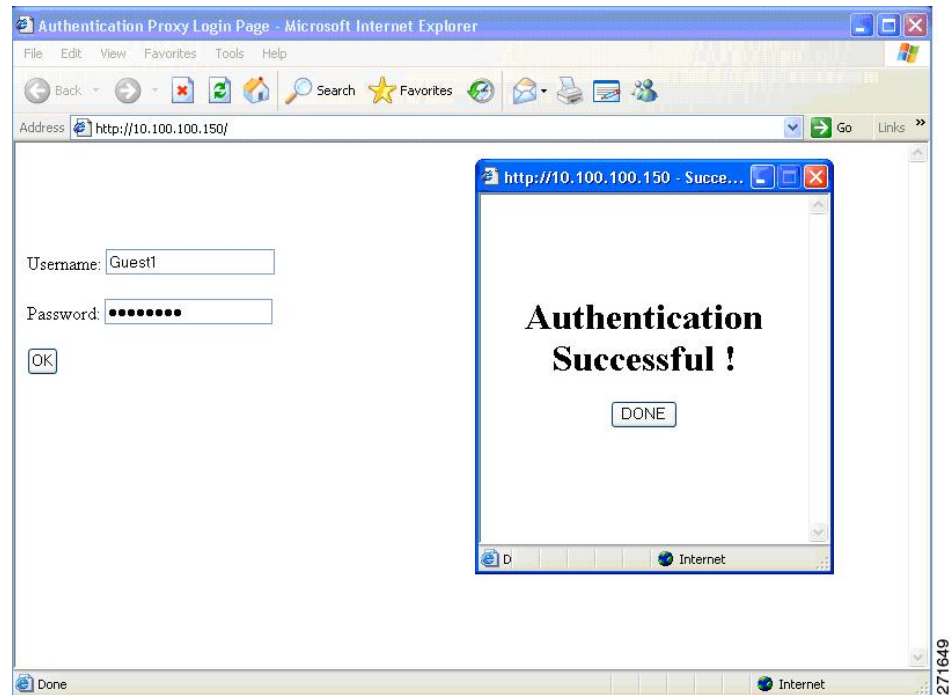 Authentication Proxy Login Page - Microsoft Internet Explorer
File Edit View Favorites Tools Help
Back Search Favorites
Address http://10.100.100.150/ Go Links »
http://10.100.100.150 - Succe...
Username: Guest1
Password: ••••••••
OK
Authentication
Successful !
DONE
D Internet
Done Internet
271649